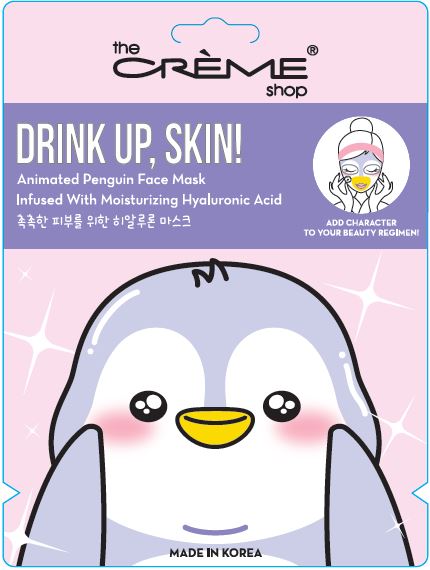 the
CRÈME®
shop
DRINK UP, SKIN!
Animated Penguin Face Mask
Infused With Moisturizing Hyaluronic Acid
촉촉한 피부를 위한 히알루론 마스크
ADD CHARACTER
TO YOUR BEAUTY REGIMEN!
MADE IN KOREA